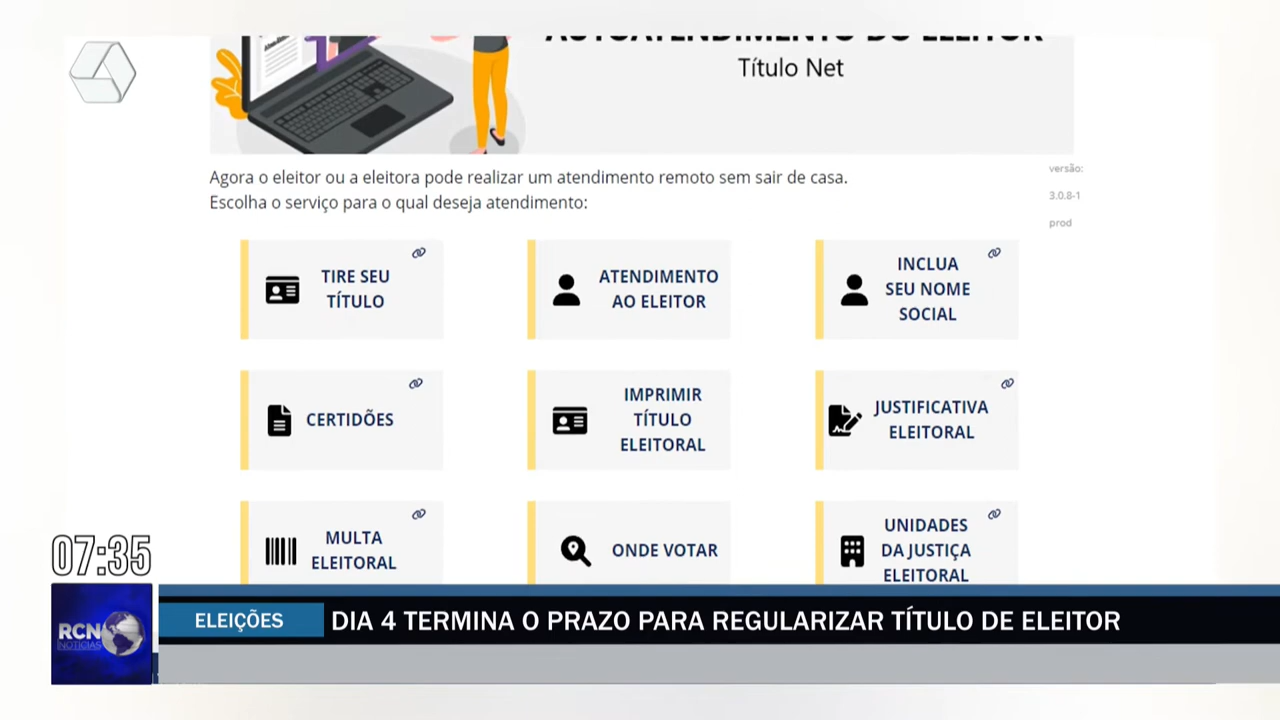 AUTOATENDIMENTO DO ELEITOR
Título Net
Agora o eleitor ou a eleitora pode realizar um atendimento remoto sem sair de casa.
Escolha o serviço para o qual deseja atendimento:
versão:
3.0.8-1
prod
TIRE SEU
TÍTULO
ATENDIMENTO
AO ELEITOR
INCLUA
SEU NOME
SOCIAL
CERTIDÕES
IMPRIMIR
TÍTULO
ELEITORAL
JUSTIFICATIVA
ELEITORAL
MULTA
ELEITORAL
ONDE VOTAR
UNIDADES
DA JUSTIÇA
ELEITORAL
07:35
RCN
NOTÍCIAS
ELEIÇÕES
DIA 4 TERMINA O PRAZO PARA REGULARIZAR TÍTULO DE ELEITOR